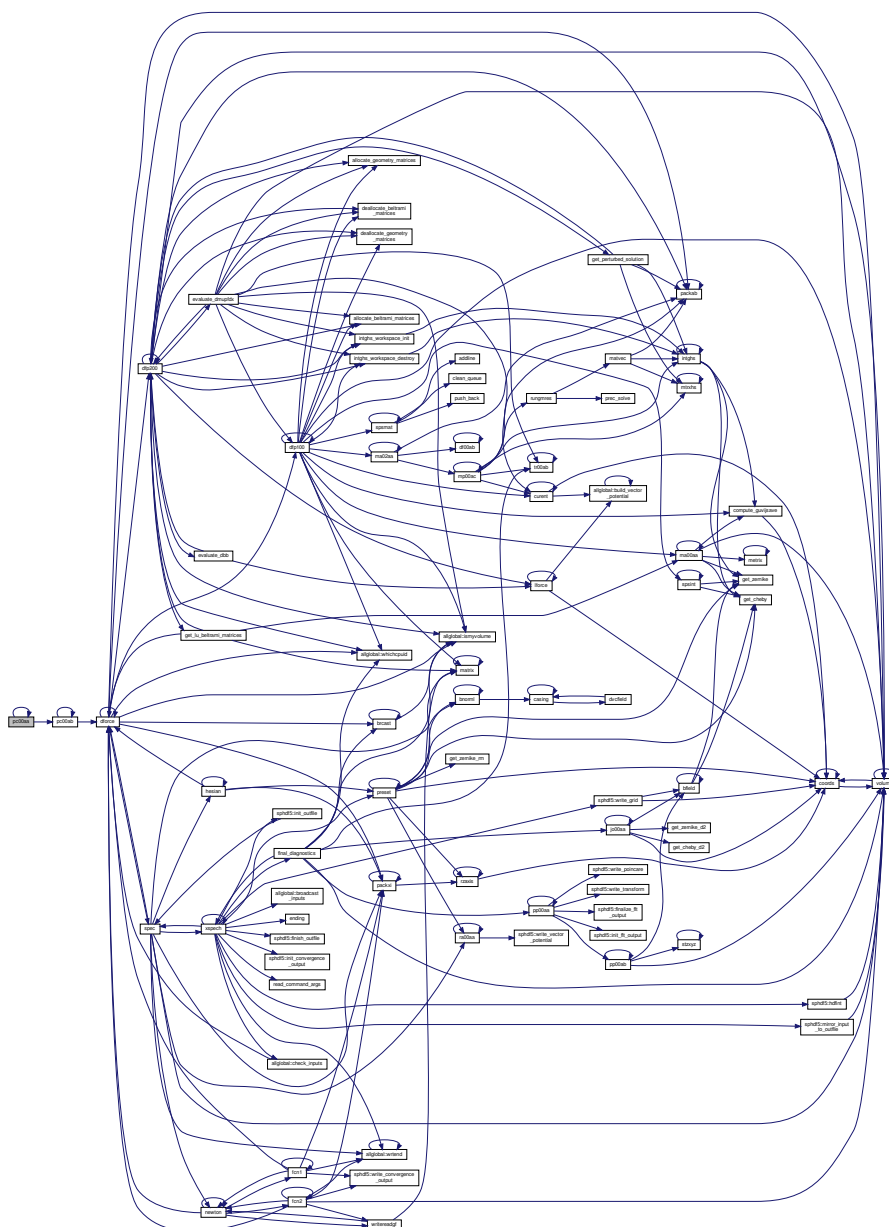 allocate_geometry_matrices
deallocate_beltrami
_matrices
deallocate_geometry
_matrices
get_perturbed_solution
packab
evaluate_dmupfdx
allocate_beltrami_matrices
intghs_workspace_init
intghs_workspace_destroy
addline
clean_queue
push_back
matvec
intghs
mtrxhs
dfp200
rungmres
prec_solve
spsmat
dfp100
ma02aa
df00ab
mp00ac
tr00ab
curent
allglobal::build_vector
_potential
compute_guvijsave
evaluate_dbb
ma00aa
metrix
lforce
spsint
get_zernike
get_cheby
get_lu_beltrami_matrices
allglobal::ismyvolume
allglobal::whichcpuid
matrix
pc00aa
pc00ab
dforce
brcast
bnorml
casing
dvcfield
get_zernike_rm
hesian
preset
coords
volume
bfield
sphdf5::write_grid
sphdf5::init_outfile
jo00aa
get_zernike_d2
get_cheby_d2
final_diagnostics
packxi
rzaxis
sphdf5::write_poincare
sphdf5::write_transform
sphdf5::finalize_flt
_output
sphdf5::init_flt_output
pp00aa
pp00ab
stzxyz
allglobal::broadcast
_inputs
ending
sphdf5::finish_outfile
sphdf5::init_convergence
_output
read_command_args
spec
xspech
ra00aa
sphdf5::write_vector
_potential
sphdf5::hdfint
sphdf5::mirror_input
_to_outfile
allglobal::check_inputs
allglobal::wrtend
fcn1
sphdf5::write_convergence
_output
fcn2
newton
writereadgf